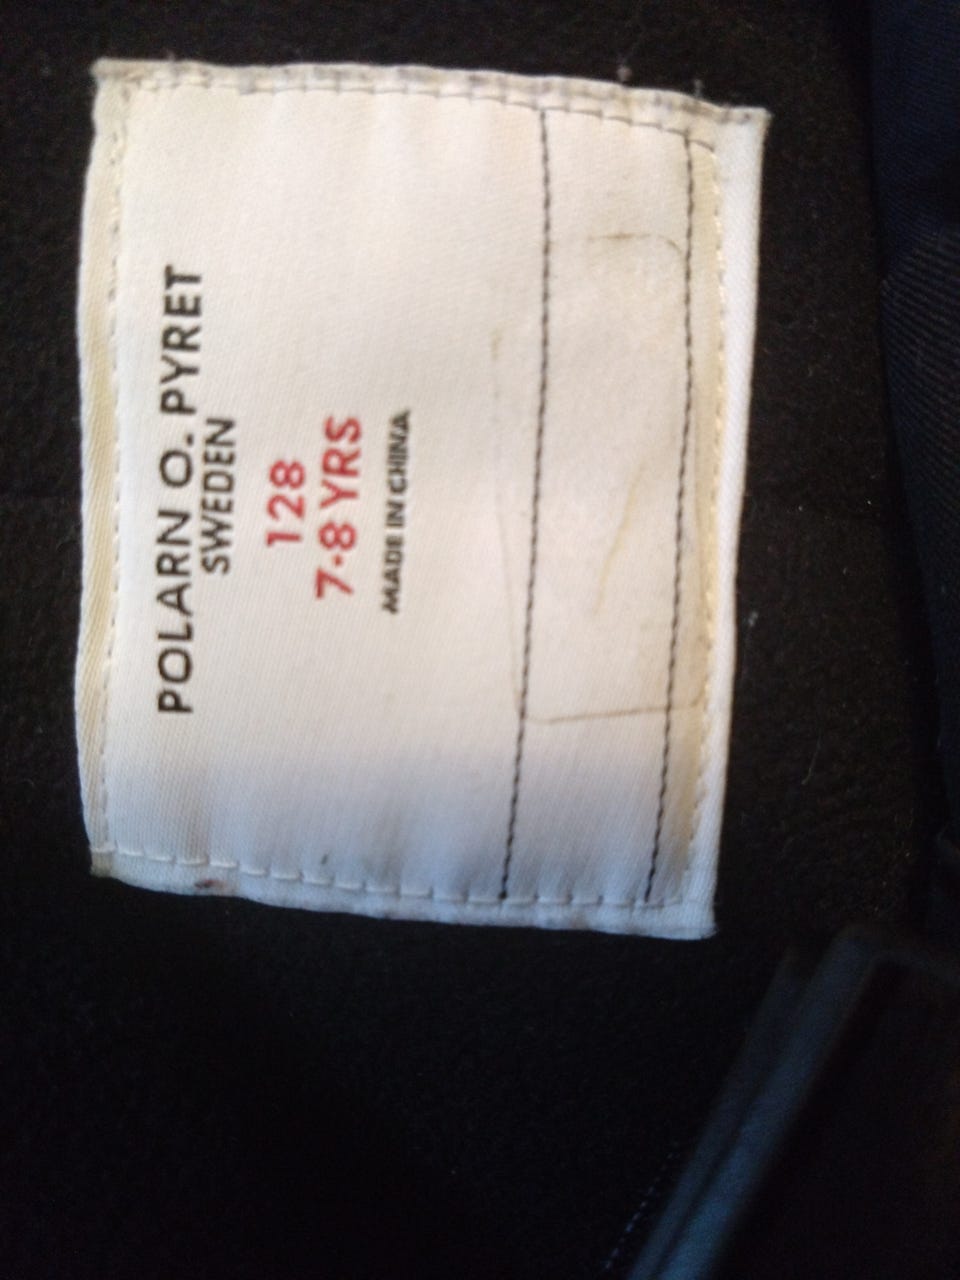 POLARN O. PYRET
SWEDEN
128
7-8 YRS
MADE IN CHINA